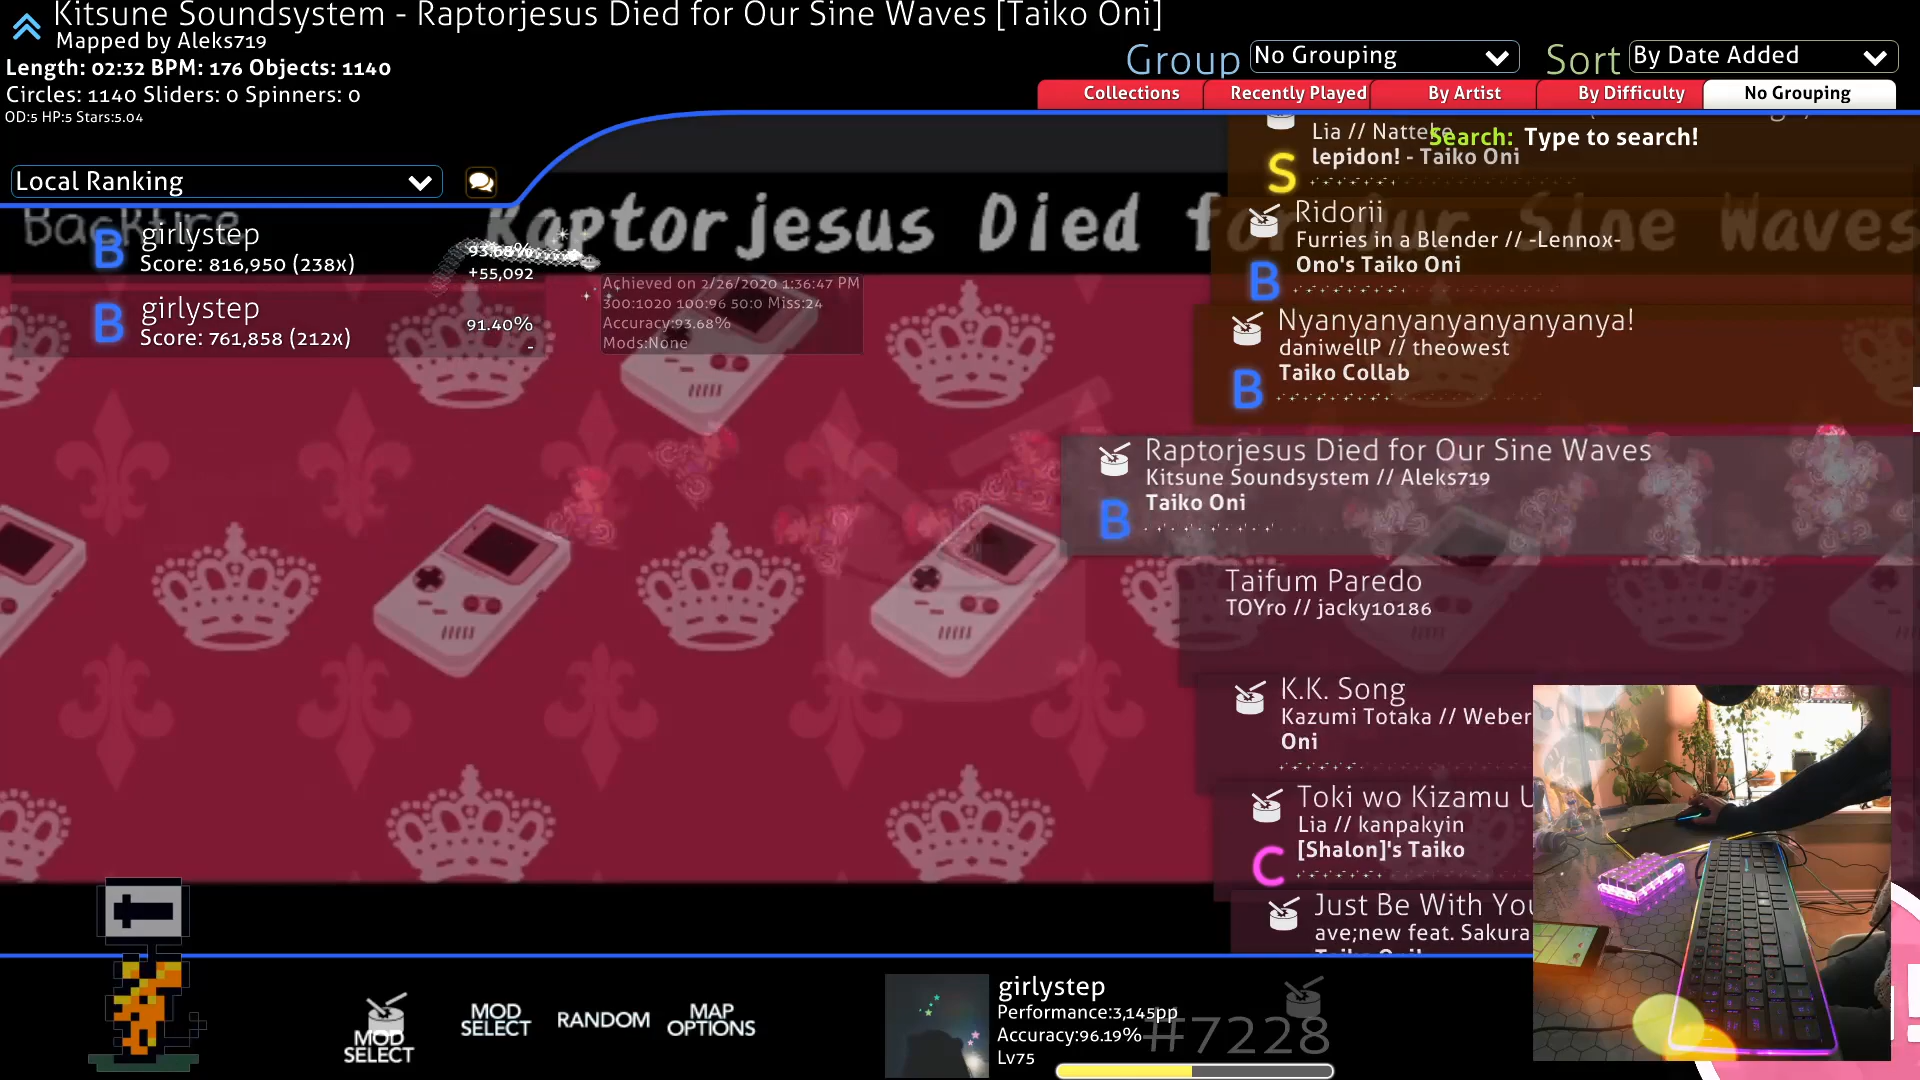 Kitsune Soundsystem - Raptorjesus Died for Our Sine Waves [Taiko Oni]
Mapped by Aleks719
Length: 02:32 BPM: 176 Objects: 1140
Circles: 1140 Sliders: 0 Spinners: 0
OD:5 HP:5 Stars:5.04
Group
No Grouping
Sort
By Date Added
Collections
Recently Played
By Artist
By Difficulty
No Grouping
Search: Type to search!
Local Ranking
Raptorjesus Died for Our Sine Waves
Backfire
B
girlystep
Score: 816,950 (238x)
93.68%
+55,092
B
girlystep
Score: 761,858 (212x)
91.40%
-
Achieved on 2/26/2020 1:36:47 PM
300:1020 100:96 50:0 Miss:24
Accuracy:93.68%
Mods:None
Lia // Natteke
lepidon! - Taiko Oni
S
Ridorii
Furries in a Blender // -Lennox-
Ono's Taiko Oni
B
Nyanyanyanyanyanyanya!
daniwellP // theowest
Taiko Collab
B
Raptorjesus Died for Our Sine Waves
Kitsune Soundsystem // Aleks719
Taiko Oni
B
Taifum Paredo
TOYro // jacky10186
K.K. Song
Kazumi Totaka // Weber
Oni
Toki wo Kizamu U
Lia // kanpakyin
[Shalon]'s Taiko
C
Just Be With You
ave;new feat. Sakura
MOD
SELECT
MOD
SELECT
RANDOM
MAP
OPTIONS
girlystep
Performance:3,145pp
Accuracy:96.19%
Lv75
#7228